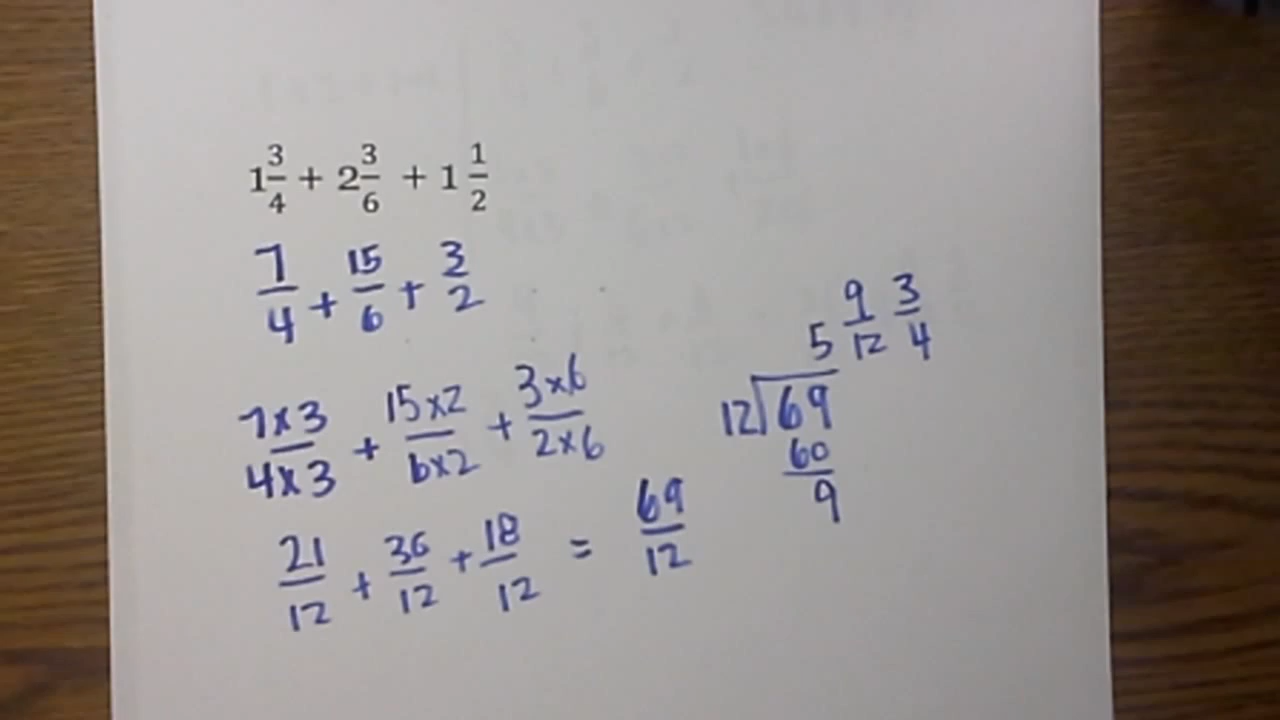 1 3/4 + 2 3/6 + 1 1/2
7/4 + 15/6 + 3/2
7x3/4x3 + 15x2/6x2 + 3x6/2x6
21/12 + 36/12 + 18/12 = 69/12
5 9/12 3/4
12 69
60
9